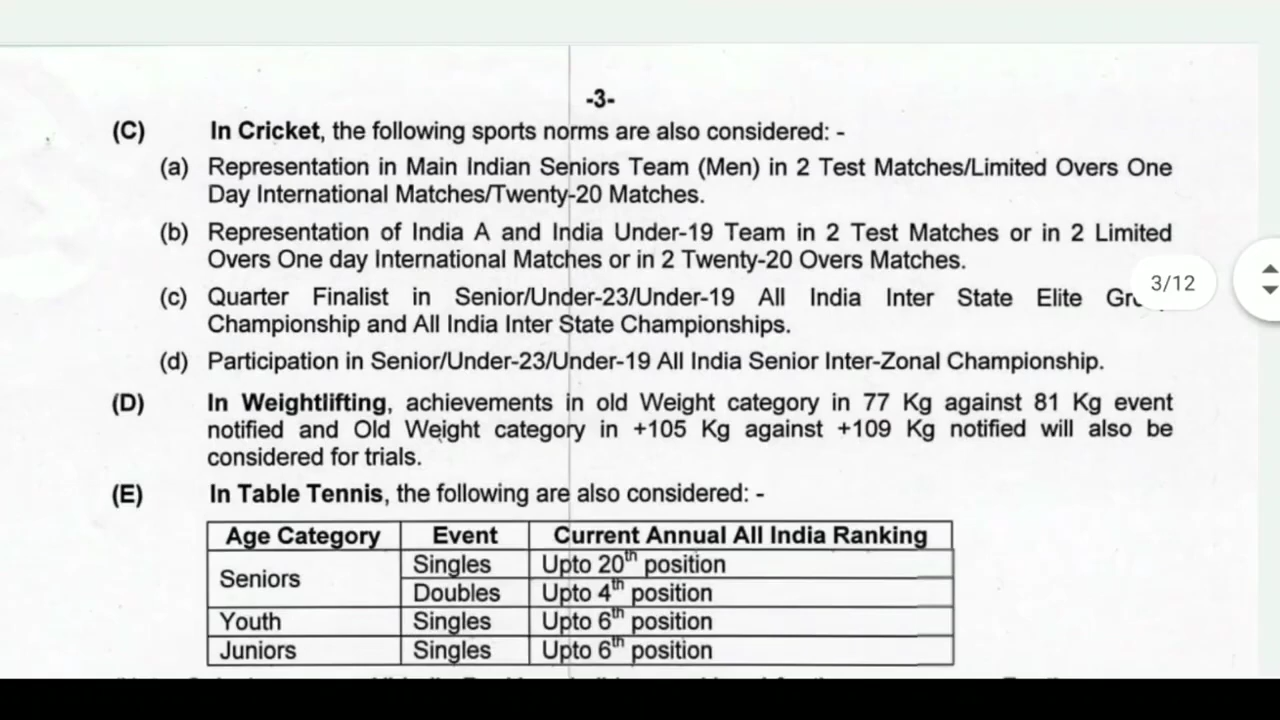 -3-
(C) In Cricket, the following sports norms are also considered: -
(a) Representation in Main Indian Seniors Team (Men) in 2 Test Matches/Limited Overs One
Day International Matches/Twenty-20 Matches.
(b) Representation of India A and India Under-19 Team in 2 Test Matches or in 2 Limited
Overs One day International Matches or in 2 Twenty-20 Overs Matches.
3/12
(c) Quarter Finalist in Senior/Under-23/Under-19 All India Inter State Elite
Championship and All India Inter State Championships.
(d) Participation in Senior/Under-23/Under-19 All India Senior Inter-Zonal Championship.
(D) In Weightlifting, achievements in old Weight category in 77 Kg against 81 Kg event
notified and Old Weight category in +105 Kg against +109 Kg notified will also be
considered for trials.
(E) In Table Tennis, the following are also considered: -
Age Category Event Current Annual All India Ranking
Seniors Singles Upto 20th position
Doubles Upto 4th position
Youth Singles Upto 6th position
Juniors Singles Upto 6th position